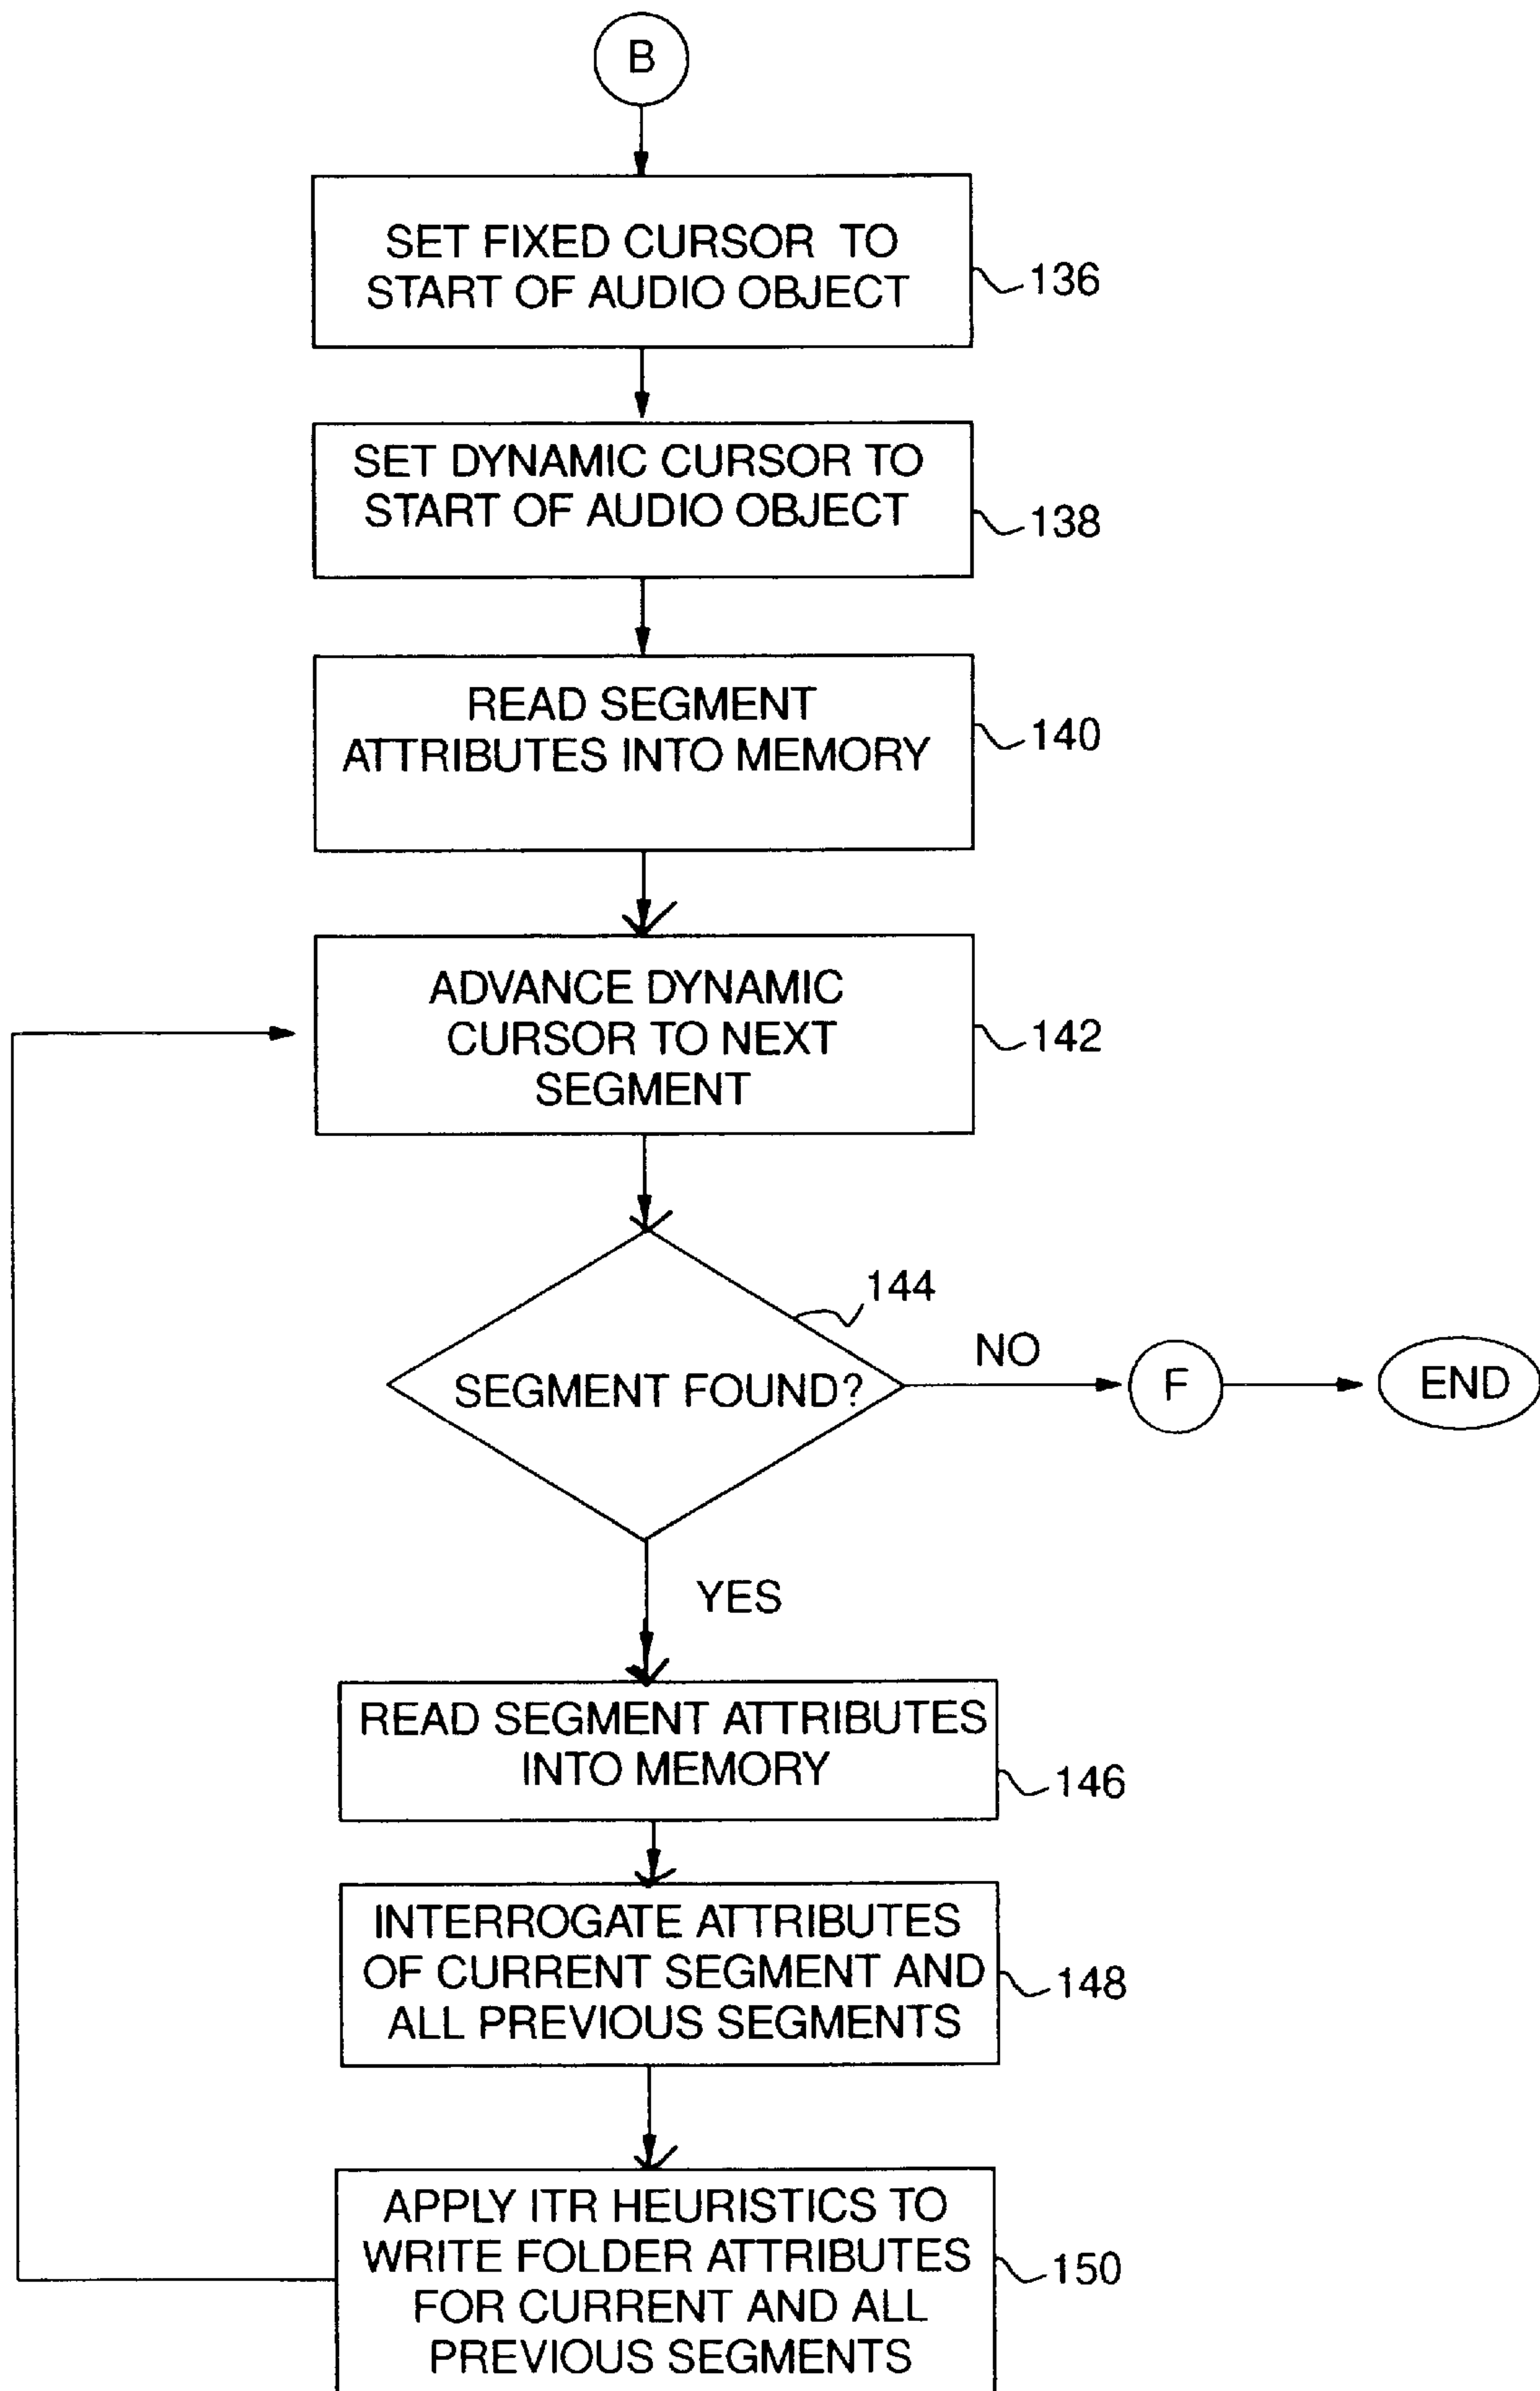 B
SET FIXED CURSOR TO
START OF AUDIO OBJECT
136
SET DYNAMIC CURSOR TO
START OF AUDIO OBJECT
138
READ SEGMENT
ATTRIBUTES INTO MEMORY
140
ADVANCE DYNAMIC
CURSOR TO NEXT
SEGMENT
142
144
SEGMENT FOUND?
NO
F
END
YES
READ SEGMENT ATTRIBUTES
INTO MEMORY
146
INTERROGATE ATTRIBUTES
OF CURRENT SEGMENT AND
ALL PREVIOUS SEGMENTS
148
APPLY ITR HEURISTICS TO
WRITE FOLDER ATTRIBUTES
FOR CURRENT AND ALL
PREVIOUS SEGMENTS
150